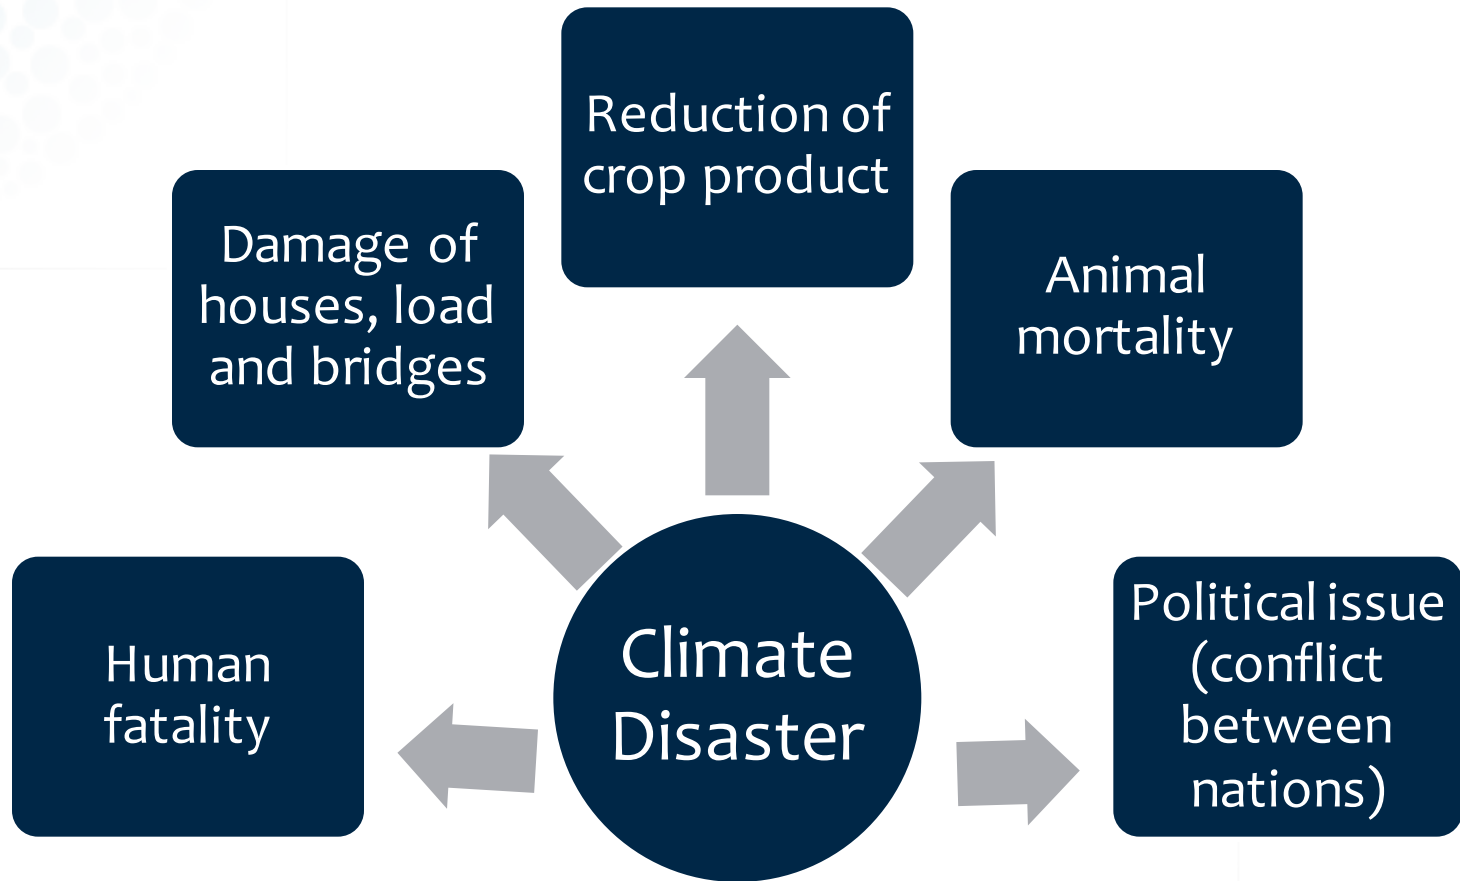 Reduction of
crop product
Damage of
houses, load
and bridges
Animal
mortality
Human
fatality
Climate
Disaster
Political issue
(conflict
between
nations)